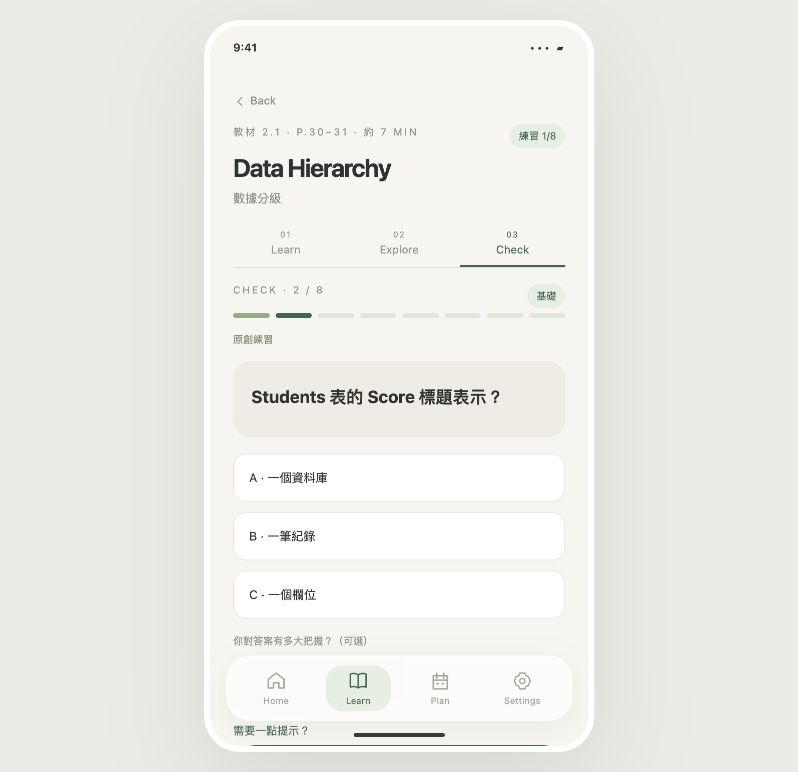 9:41
Back
教材 2.1 · P.30–31 · 約 7 MIN
練習 1/8
Data Hierarchy
數據分級
01
Learn
02
Explore
03
Check
CHECK · 2 / 8
基礎
原創練習
Students 表的 Score 標題表示？
A · 一個資料庫
B · 一筆紀錄
C · 一個欄位
你對答案有多大把握？（可選）
Home
Learn
Plan
Settings
需要一點提示？